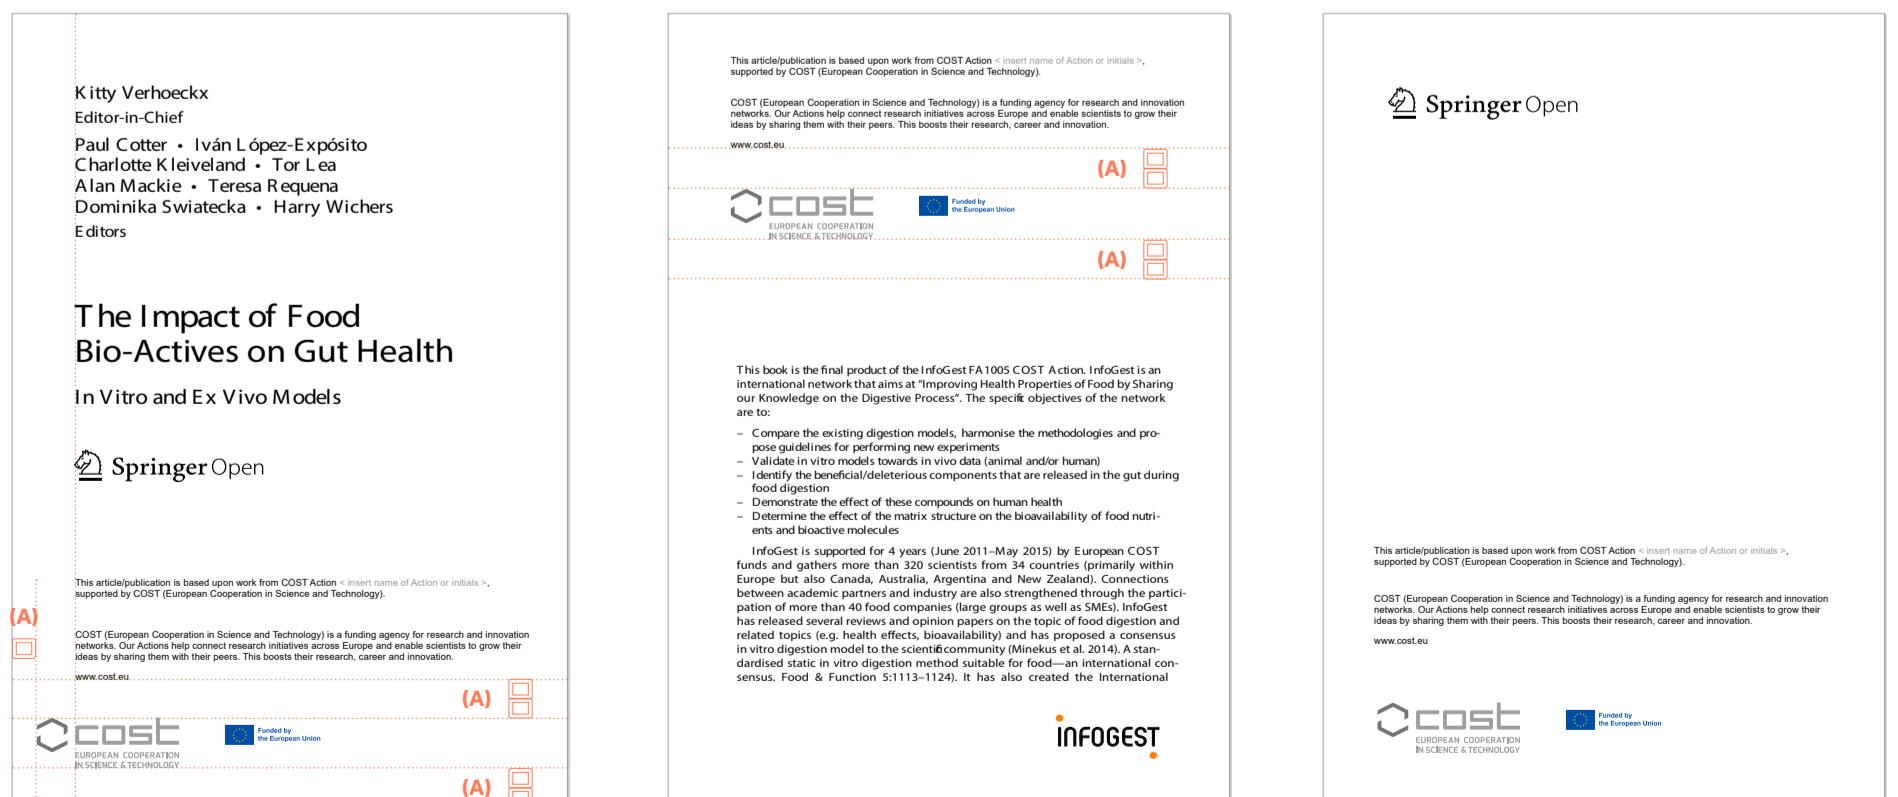 Kitty Verhoeckx
Editor-in-Chief
Paul Cotter • Iván López-Expósito
Charlotte Kleiveland • Tor Lea
Alan Mackie • Teresa Requena
Dominika Swiatecka • Harry Wichers
Editors
The Impact of Food
Bio-Actives on Gut Health
In Vitro and Ex Vivo Models
Springer Open
This article/publication is based upon work from COST Action < insert name of Action or initials >,
supported by COST (European Cooperation in Science and Technology).
(A)
COST (European Cooperation in Science and Technology) is a funding agency for research and innovation
networks. Our Actions help connect research initiatives across Europe and enable scientists to grow their
ideas by sharing them with their peers. This boosts their research, career and innovation.
www.cost.eu
(A)
cost
EUROPEAN COOPERATION
IN SCIENCE & TECHNOLOGY
Funded by
the European Union
(A)
This article/publication is based upon work from COST Action < insert name of Action or initials >,
supported by COST (European Cooperation in Science and Technology).
COST (European Cooperation in Science and Technology) is a funding agency for research and innovation
networks. Our Actions help connect research initiatives across Europe and enable scientists to grow their
ideas by sharing them with their peers. This boosts their research, career and innovation.
www.cost.eu
(A)
cost
EUROPEAN COOPERATION
IN SCIENCE & TECHNOLOGY
Funded by
the European Union
(A)
This book is the final product of the InfoGest FA1005 COST Action. InfoGest is an
international network that aims at “Improving Health Properties of Food by Sharing
our Knowledge on the Digestive Process”. The specific objectives of the network
are to:
– Compare the existing digestion models, harmonise the methodologies and pro-
pose guidelines for performing new experiments
– Validate in vitro models towards in vivo data (animal and/or human)
– Identify the beneficial/deleterious components that are released in the gut during
food digestion
– Demonstrate the effect of these compounds on human health
– Determine the effect of the matrix structure on the bioavailability of food nutri-
ents and bioactive molecules
InfoGest is supported for 4 years (June 2011–May 2015) by European COST
funds and gathers more than 320 scientists from 34 countries (primarily within
Europe but also Canada, Australia, Argentina and New Zealand). Connections
between academic partners and industry are also strengthened through the partici-
pation of more than 40 food companies (large groups as well as SMEs). InfoGest
has released several reviews and opinion papers on the topic of food digestion and
related topics (e.g. health effects, bioavailability) and has proposed a consensus
in vitro digestion model to the scientific community (Minekus et al. 2014). A stan-
dardised static in vitro digestion method suitable for food—an international con-
sensus. Food & Function 5:1113–1124). It has also created the International
INFOGEST
Springer Open
This article/publication is based upon work from COST Action < insert name of Action or initials >,
supported by COST (European Cooperation in Science and Technology).
COST (European Cooperation in Science and Technology) is a funding agency for research and innovation
networks. Our Actions help connect research initiatives across Europe and enable scientists to grow their
ideas by sharing them with their peers. This boosts their research, career and innovation.
www.cost.eu
cost
EUROPEAN COOPERATION
IN SCIENCE & TECHNOLOGY
Funded by
the European Union